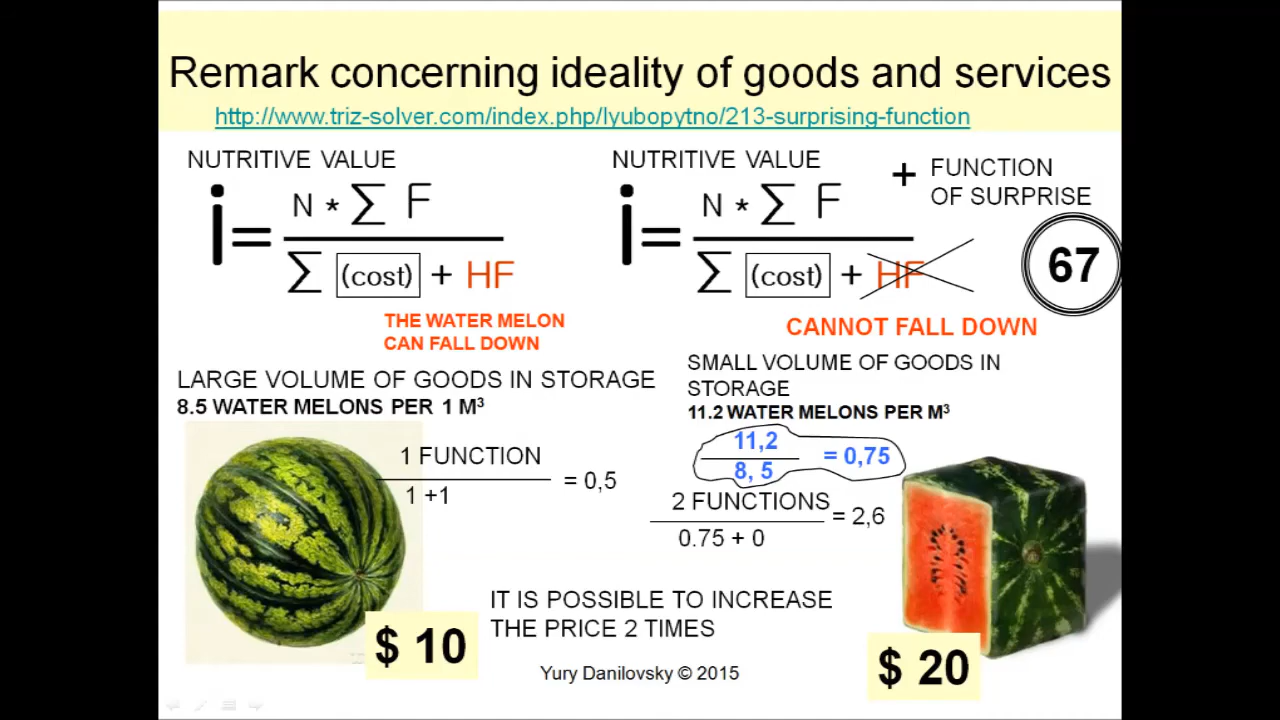 Remark concerning ideality of goods and services
http://www.triz-solver.com/index.php/lyubopytno/213-surprising-function
NUTRITIVE VALUE
i = N * ∑ F
∑ (cost) + HF
THE WATER MELON
CAN FALL DOWN
LARGE VOLUME OF GOODS IN STORAGE
8.5 WATER MELONS PER 1 M³
1 FUNCTION
1 +1
= 0,5
$ 10
NUTRITIVE VALUE
+ FUNCTION
OF SURPRISE
i = N * ∑ F
∑ (cost) + HF
67
CANNOT FALL DOWN
SMALL VOLUME OF GOODS IN
STORAGE
11.2 WATER MELONS PER M³
11,2
8, 5
= 0,75
2 FUNCTIONS
0.75 + 0
= 2,6
IT IS POSSIBLE TO INCREASE
THE PRICE 2 TIMES
$ 20
Yury Danilovsky © 2015